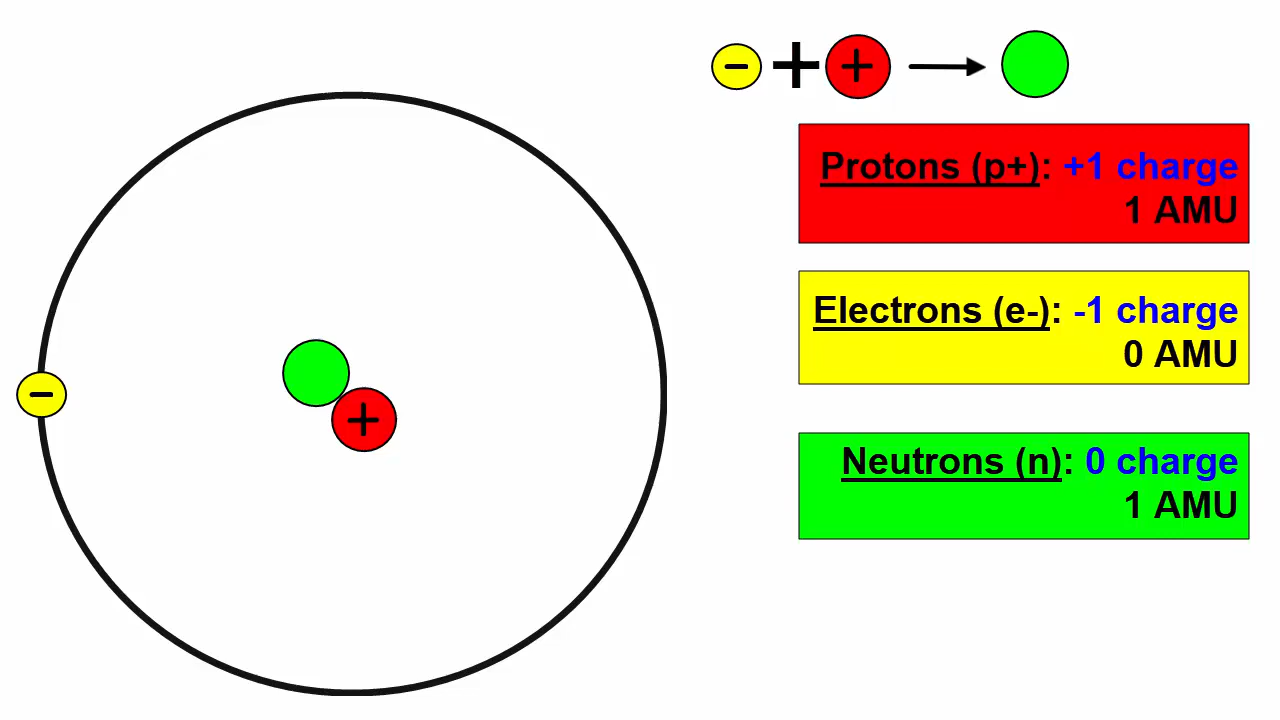 - + + →
Protons (p+): +1 charge
1 AMU
Electrons (e-): -1 charge
0 AMU
- +
Neutrons (n): 0 charge
1 AMU